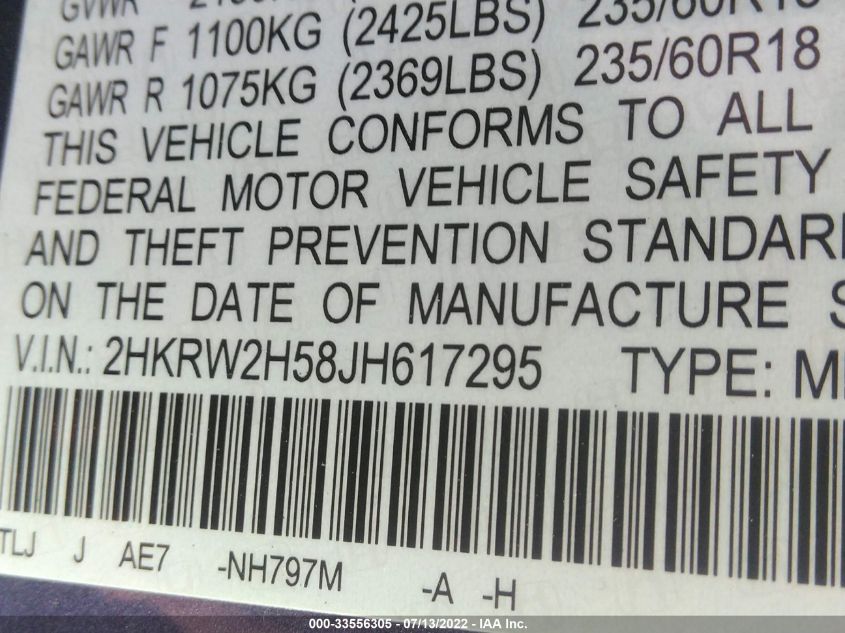 GVWR
GAWR F 1100KG (2425LBS) 235/60R18
GAWR R 1075KG (2369LBS) 235/60R18
THIS VEHICLE CONFORMS TO ALL
FEDERAL MOTOR VEHICLE SAFETY
AND THEFT PREVENTION STANDAR
ON THE DATE OF MANUFACTURE S
V.I.N.: 2HKRW2H58JH617295 TYPE: M
TLJ J AE7 -NH797M -A -H
000-33556305 - 07/13/2022 - IAA Inc.